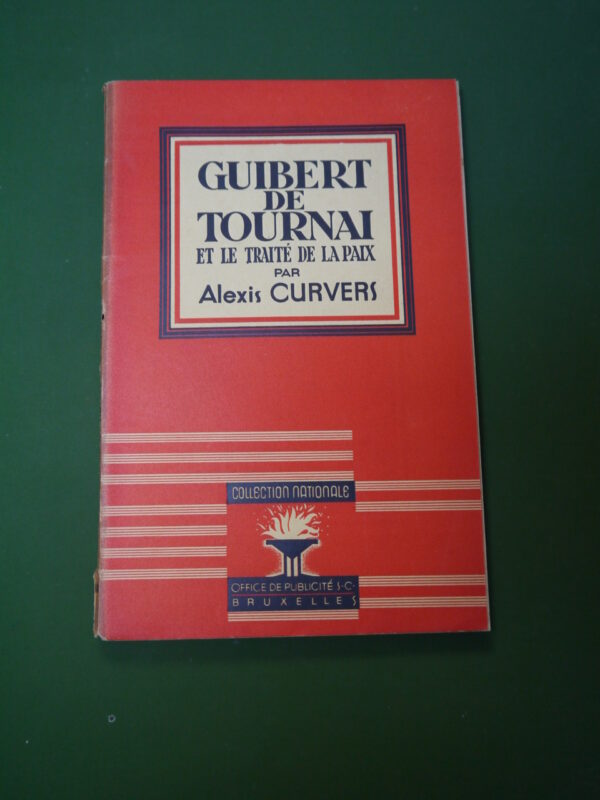 GUIBERT
DE
TOURNAI
ET LE TRAITÉ DE LA PAIX
PAR
Alexis CURVERS
COLLECTION NATIONALE
OFFICE DE PUBLICITÉ S.C.
BRUXELLES